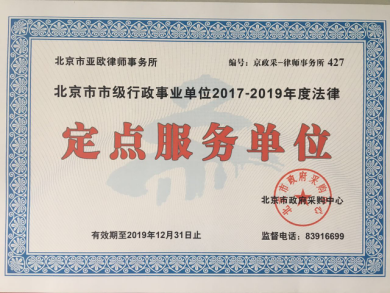 北京市亚欧律师事务所
编号：京政采-律师事务所 427
北京市市级行政事业单位2017-2019年度法律
定点服务单位
北京市政府采购中心
北京市政府采购中心
有效期至2019年12月31日止
监督电话：83916699